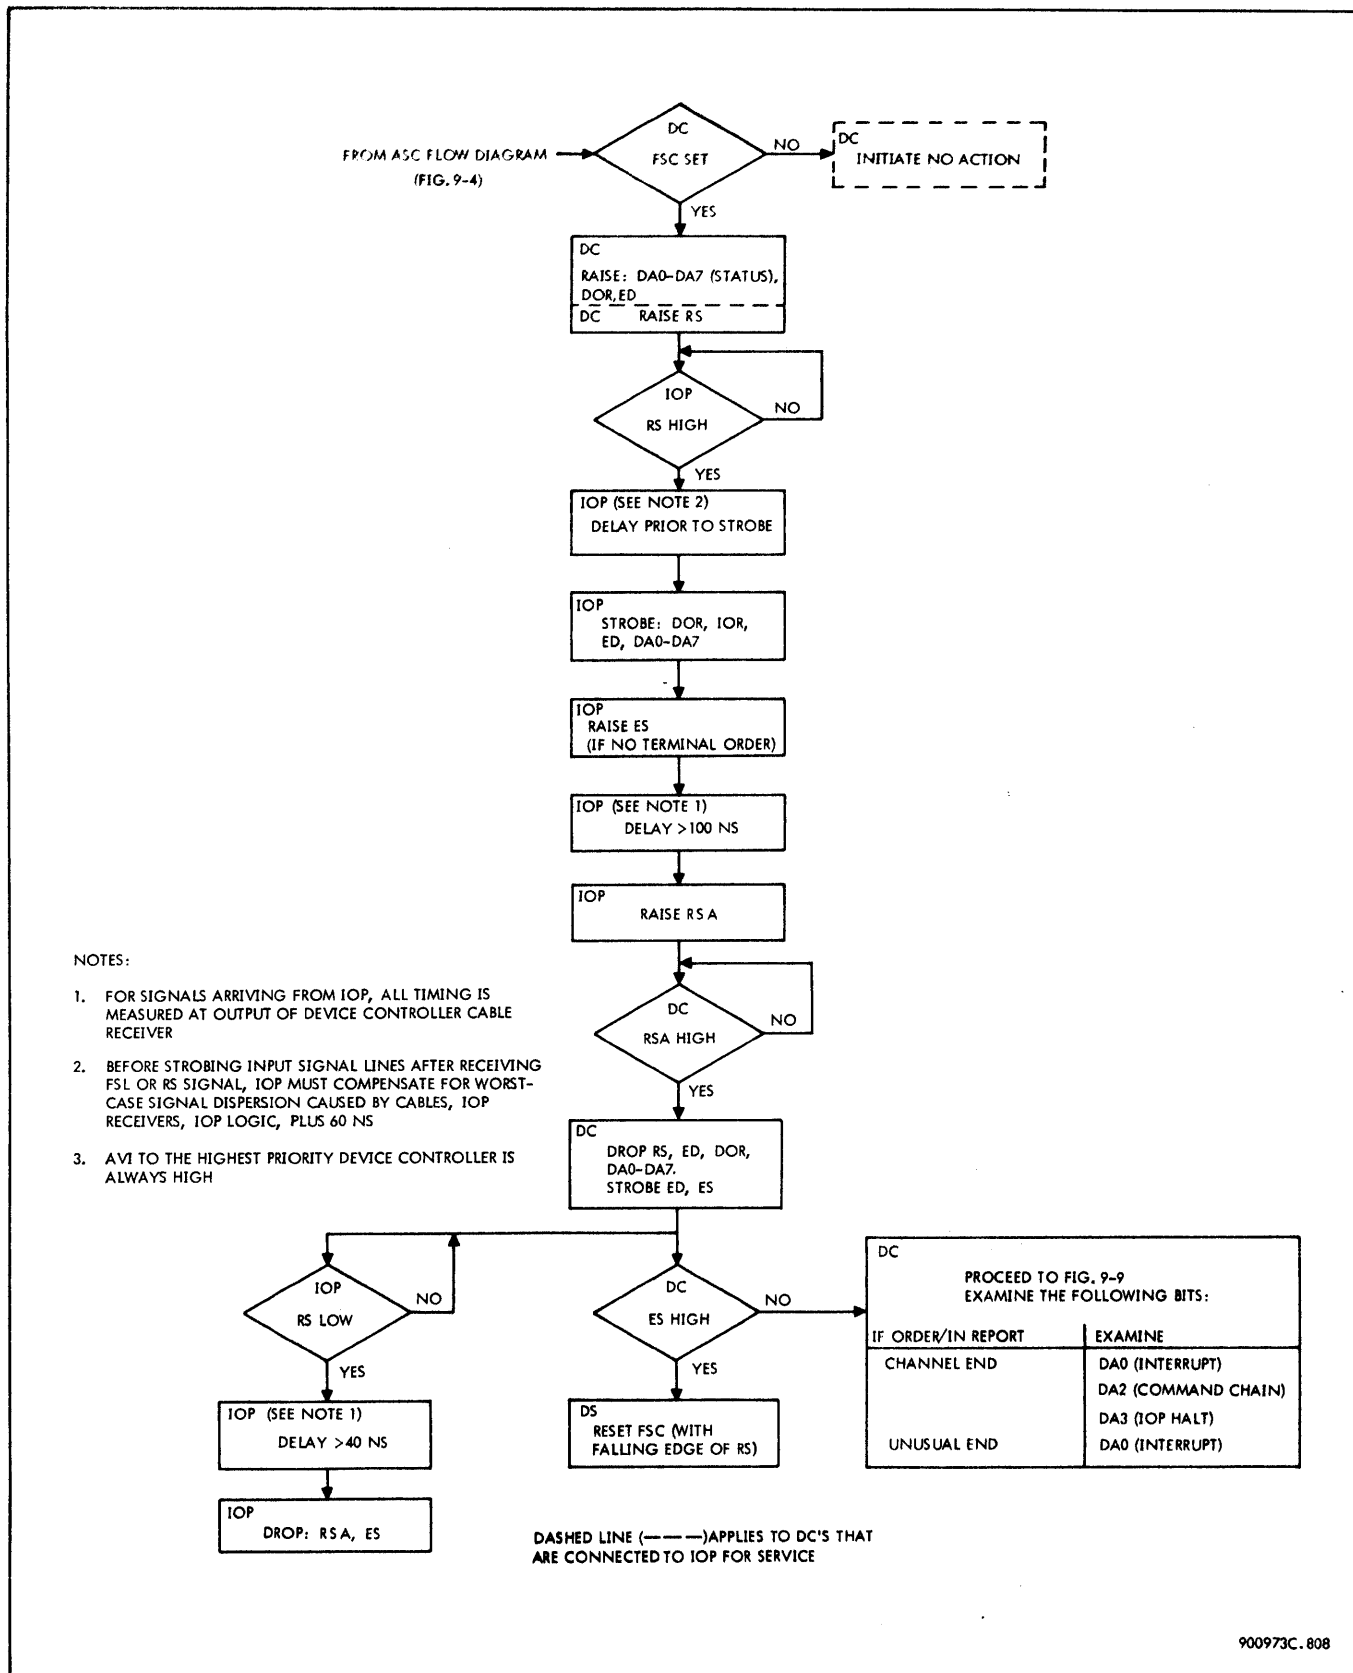 DC
FSC SET
FROM ASC FLOW DIAGRAM
(FIG. 9-4)
NO
DC
INITIATE NO ACTION
YES
DC
RAISE: DA0-DA7 (STATUS),
DOR, ED
DC RAISE RS
IOP
RS HIGH
NO
YES
IOP (SEE NOTE 2)
DELAY PRIOR TO STROBE
IOP
STROBE: DOR, IOR,
ED, DA0-DA7
IOP
RAISE ES
(IF NO TERMINAL ORDER)
IOP (SEE NOTE 1)
DELAY >100 NS
IOP
RAISE RSA
DC
RSA HIGH
NO
YES
NOTES:
1. FOR SIGNALS ARRIVING FROM IOP, ALL TIMING IS
MEASURED AT OUTPUT OF DEVICE CONTROLLER CABLE
RECEIVER
2. BEFORE STROBING INPUT SIGNAL LINES AFTER RECEIVING
FSL OR RS SIGNAL, IOP MUST COMPENSATE FOR WORST-
CASE SIGNAL DISPERSION CAUSED BY CABLES, IOP
RECEIVERS, IOP LOGIC, PLUS 60 NS
3. AVI TO THE HIGHEST PRIORITY DEVICE CONTROLLER IS
ALWAYS HIGH
DC
DROP RS, ED, DOR,
DA0-DA7.
STROBE ED, ES
IOP
RS LOW
NO
YES
DC
ES HIGH
NO
YES
DC
PROCEED TO FIG. 9-9
EXAMINE THE FOLLOWING BITS:
IF ORDER/IN REPORT EXAMINE
CHANNEL END DA0 (INTERRUPT)
DA2 (COMMAND CHAIN)
DA3 (IOP HALT)
UNUSUAL END DA0 (INTERRUPT)
IOP (SEE NOTE 1)
DELAY >40 NS
DS
RESET FSC (WITH
FALLING EDGE OF RS)
IOP
DROP: RSA, ES
DASHED LINE (— — —) APPLIES TO DC'S THAT
ARE CONNECTED TO IOP FOR SERVICE
900973C.808